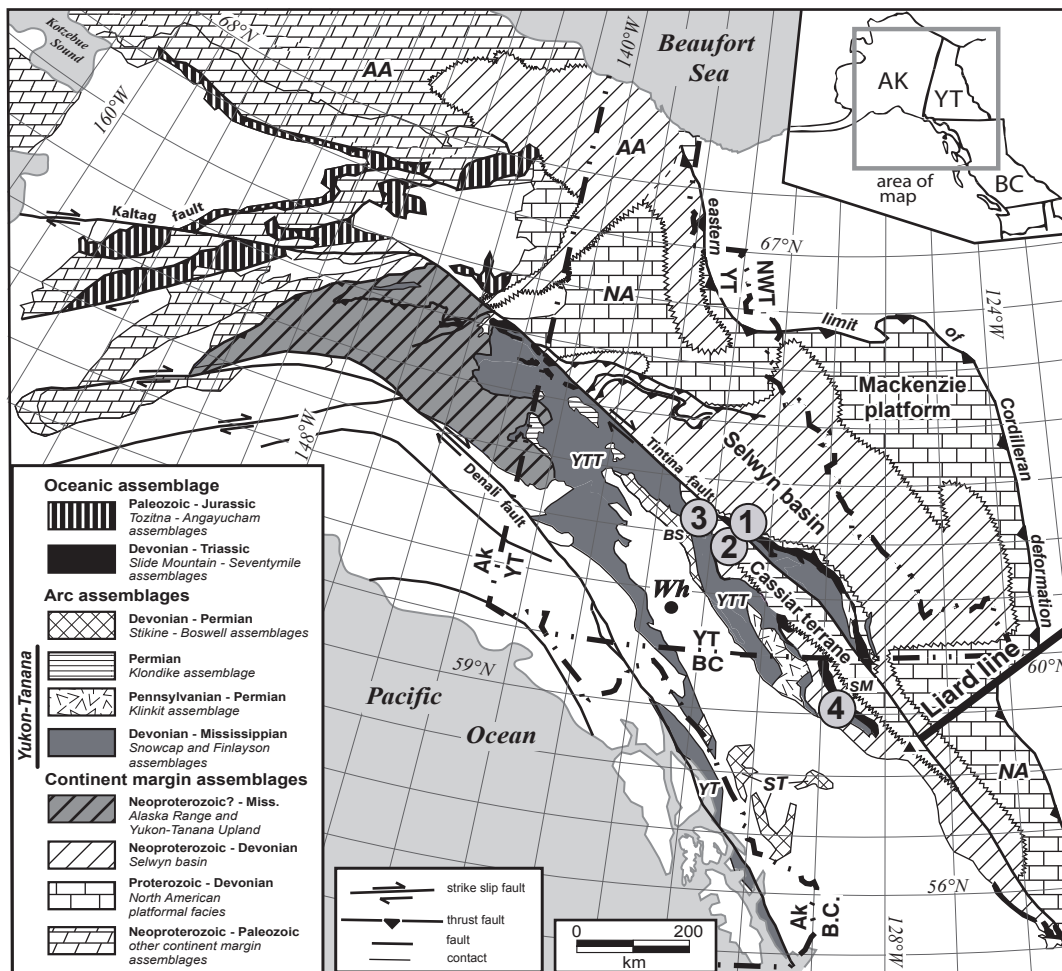 Kotzebue
Sound
68°N
160°W
AA
140°W
Beaufort
Sea
AK
YT
BC
area of
map
AA
Kaltag fault
eastern
67°N
YT
NWT
NA
limit
of
124°W
Mackenzie
platform
Cordilleran
deformation
148°W
Denali fault
YTT
Tintina fault
Selwyn basin
3
1
2
BS
Cassiar terrane
Ak
YT
Wh
YTT
YT
BC
59°N
60°N
Liard line
SM
4
Pacific
Ocean
YT
ST
NA
56°N
Ak
B.C.
128°W
Oceanic assemblage
Paleozoic - Jurassic
Tozitna - Angayucham
assemblages
Devonian - Triassic
Slide Mountain - Seventymile
assemblages
Arc assemblages
Devonian - Permian
Stikine - Boswell assemblages
Yukon-Tanana
Permian
Klondike assemblage
Pennsylvanian - Permian
Klinkit assemblage
Devonian - Mississippian
Snowcap and Finlayson
assemblages
Continent margin assemblages
Neoproterozoic? - Miss.
Alaska Range and
Yukon-Tanana Upland
Neoproterozoic - Devonian
Selwyn basin
Proterozoic - Devonian
North American
platformal facies
Neoproterozoic - Paleozoic
other continent margin
assemblages
strike slip fault
thrust fault
fault
contact
0 200
km